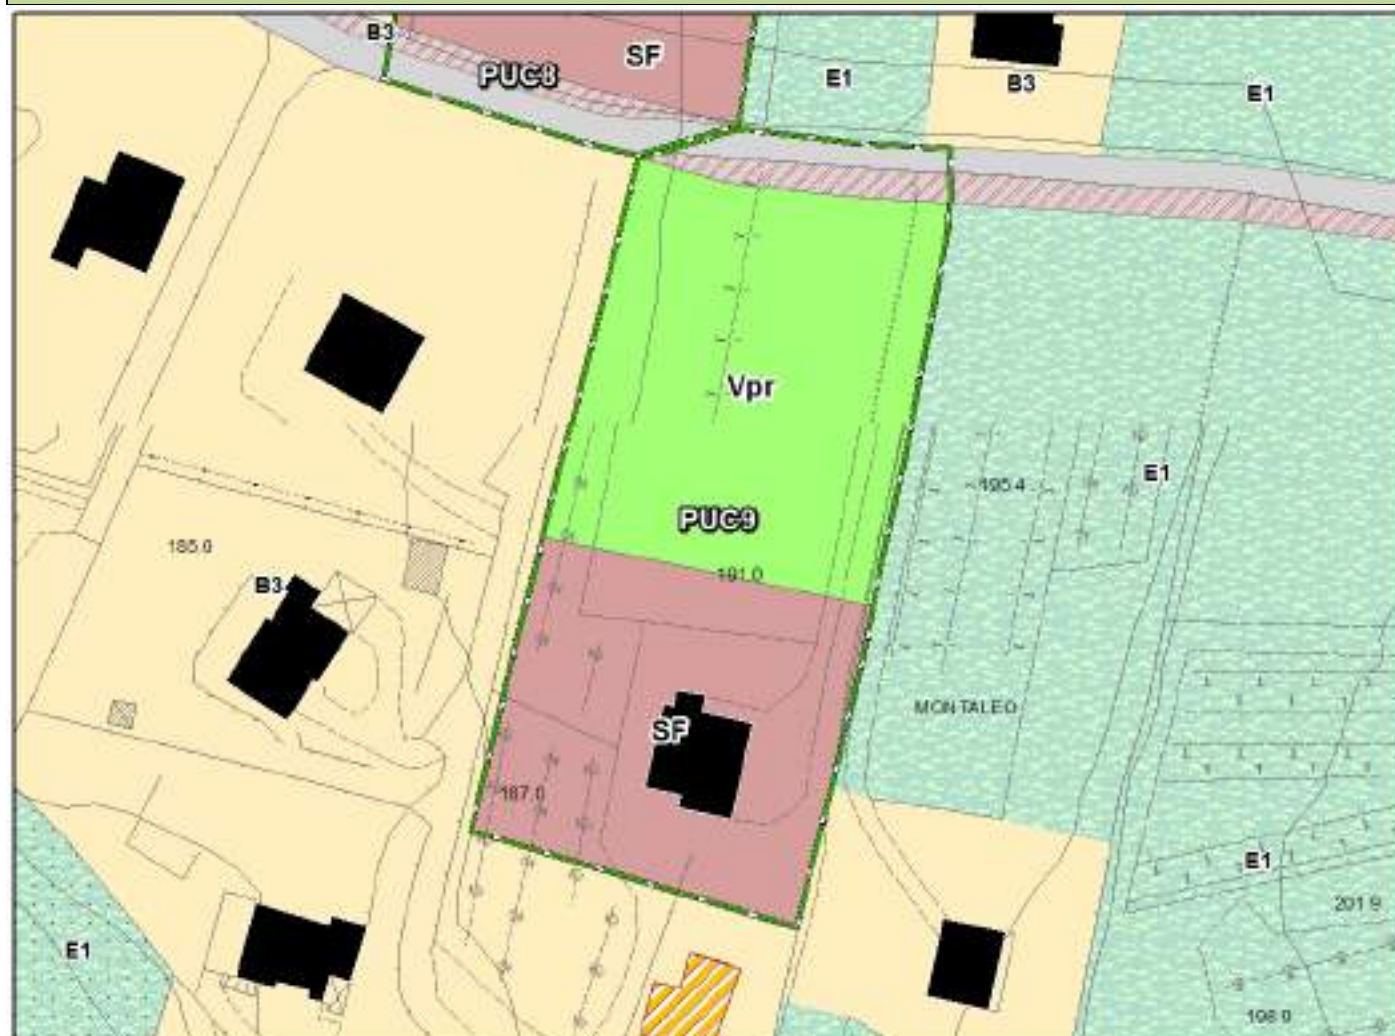 B3
SF
PUC8
E1
B3
E1
Vpr
E1
195.4
PUC9
185.0
191.0
B3
MONTALEO
SF
187.0
E1
201.9
E1
198.9